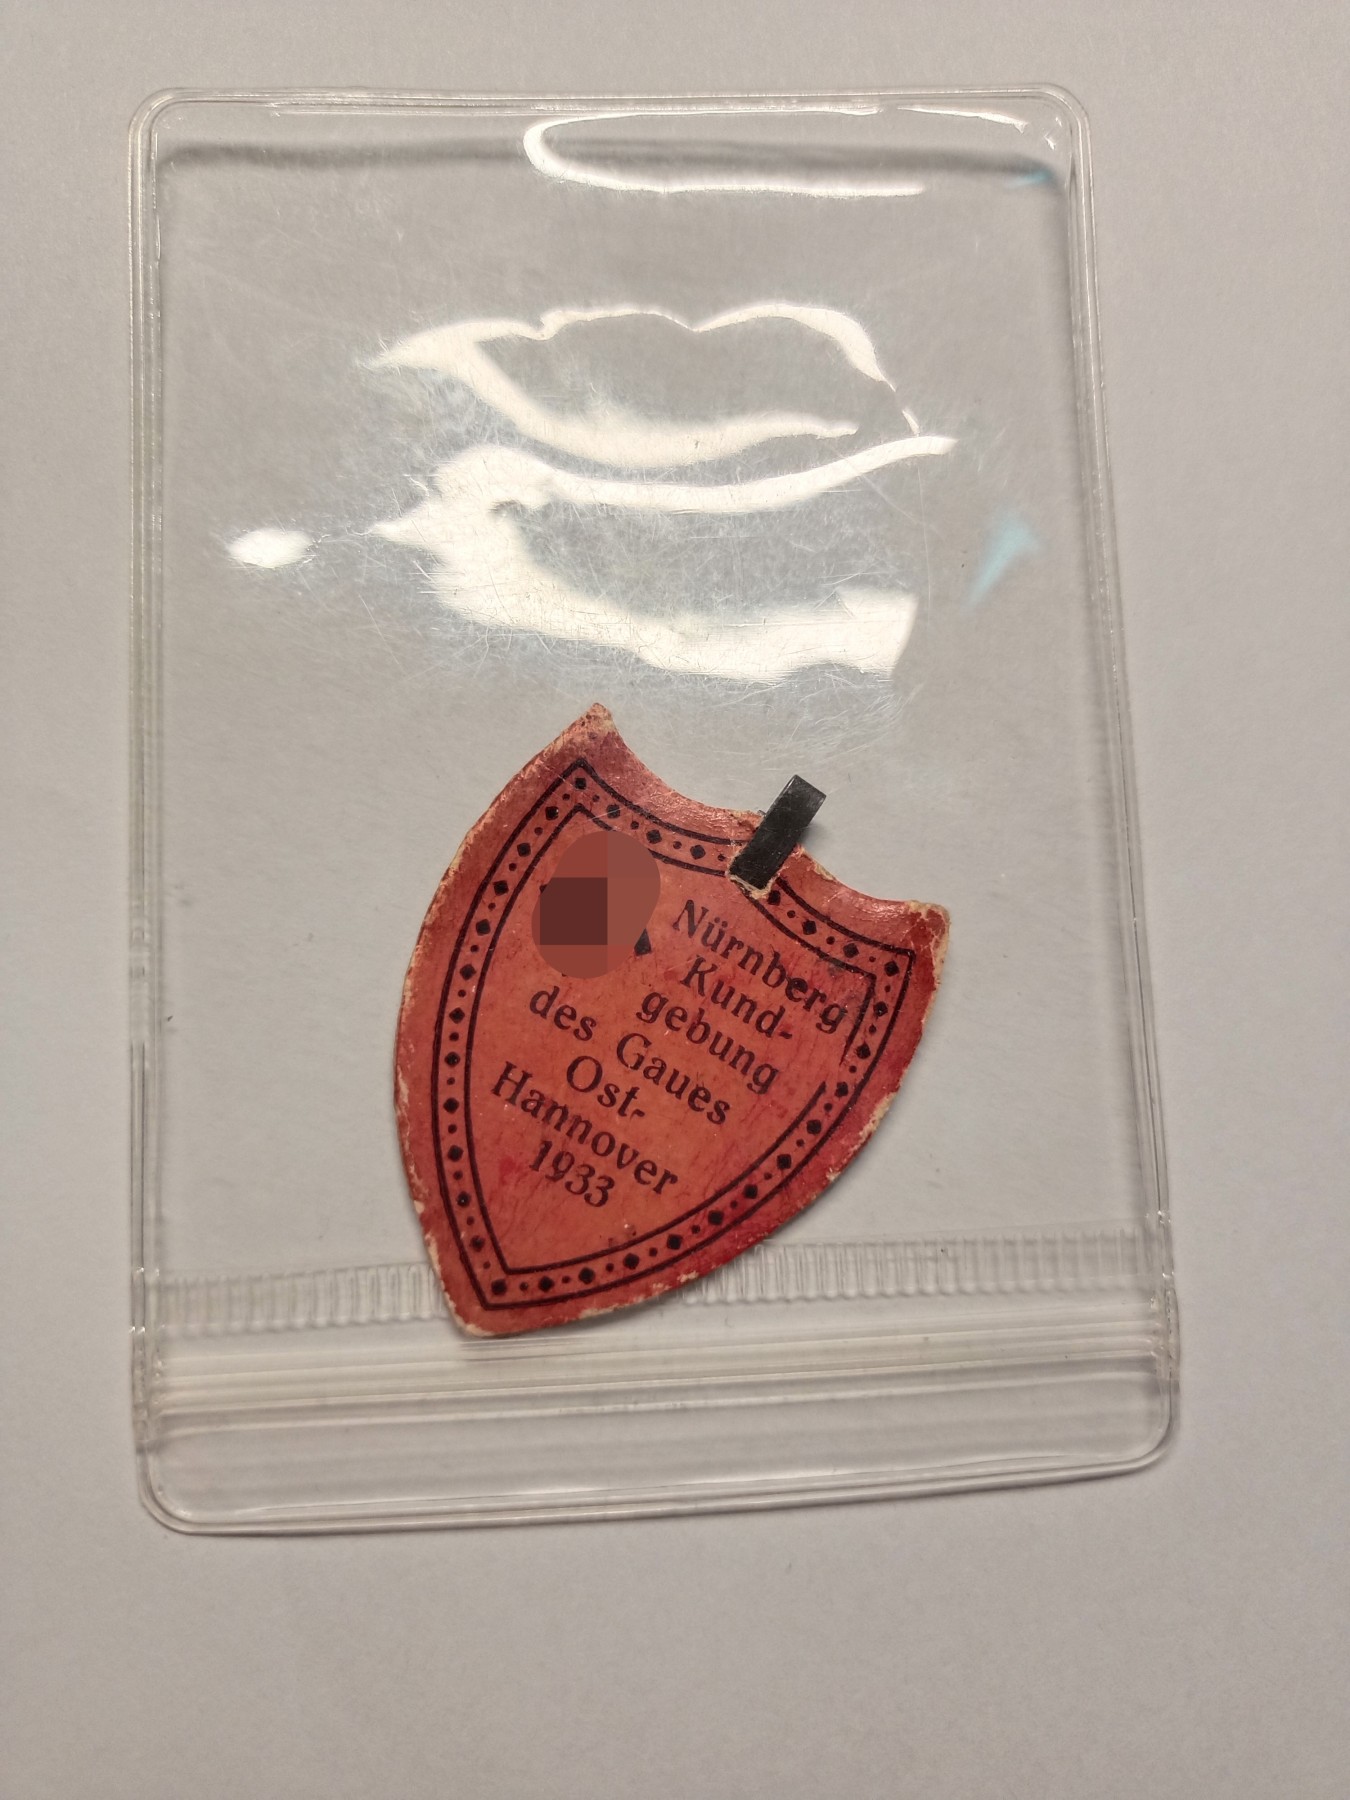 Nürnberg
Kund-
gebung
des Gaues
Ost-
Hannover
1933